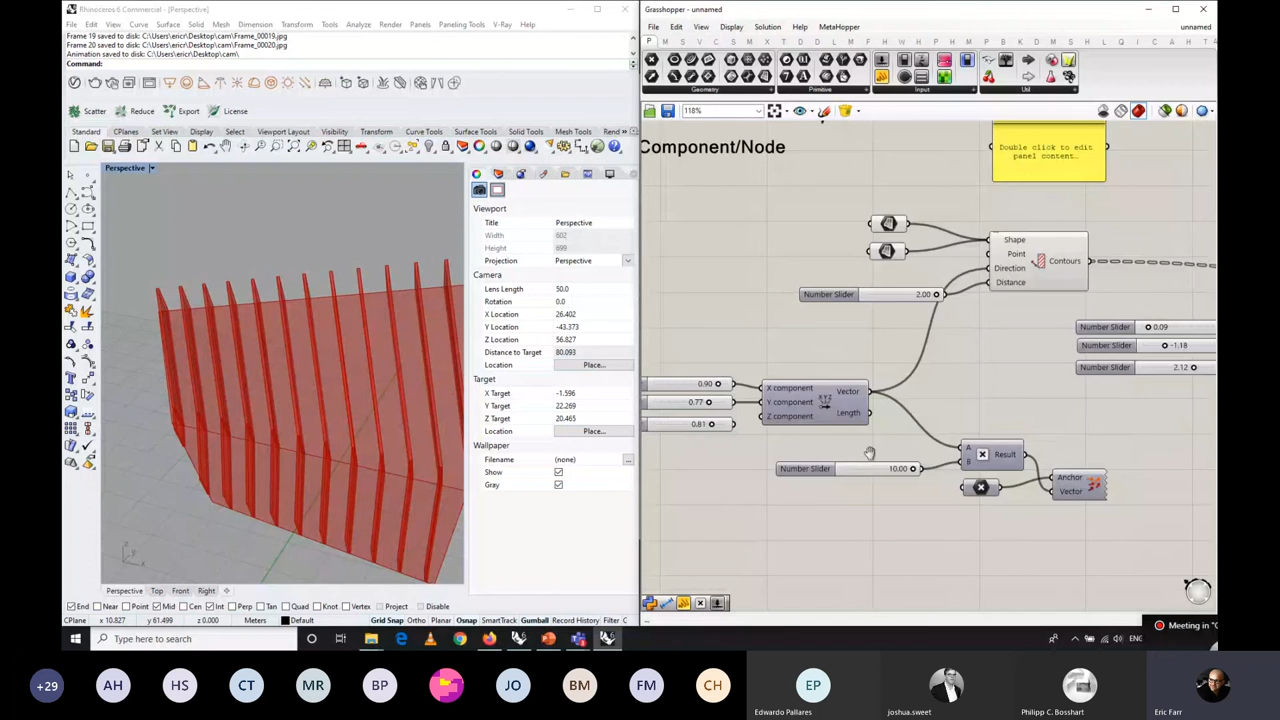 Rhinoceros 6 Commercial - [Perspective]
File Edit View Curve Surface Solid Mesh Dimension Transform Tools Analyze Render Panels Paneling Tools V-Ray Help
Frame 19 saved to disk: C:\Users\eric\Desktop\cam\Frame_00019.jpg
Frame 20 saved to disk: C:\Users\eric\Desktop\cam\Frame_00020.jpg
Animation saved to disk: C:\Users\eric\Desktop\cam\
Command:
Scatter Reduce Export License
Standard CPlanes Set View Display Select Viewport Layout Visibility Transform Curve Tools Surface Tools Solid Tools Mesh Tools Rend
Perspective
Viewport
Title Perspective
Width 602
Height 699
Projection Perspective
Camera
Lens Length 50.0
Rotation 0.0
X Location 26.402
Y Location -43.373
Z Location 56.827
Distance to Target 80.093
Location Place...
Target
X Target -1.596
Y Target 22.269
Z Target 20.465
Location Place...
Wallpaper
Filename (none)
Show
Gray
Perspective Top Front Right
End Near Point Mid Cen Int Perp Tan Quad Knot Vertex Project Disable
CPlane x 10.827 y 61.499 z 0.000 Meters Default Grid Snap Ortho Planar Osnap SmartTrack Gumball Record History Filter C
Grasshopper - unnamed
File Edit View Display Solution Help MetaHopper unnamed
Geometry Primitive Input Util
118%
Component/Node
Double click to edit
panel content…
Shape
Point
Direction
Distance
Contours
Number Slider 2.00
Number Slider 0.09
Number Slider -1.18
Number Slider 2.12
0.90
0.77
0.81
X component
Y component
Z component
Vector
Length
Number Slider 10.00
A
B
Result
Anchor
Vector
Type here to search
ENG
Meeting in "C
+29 AH HS CT MR BP JO BM FM CH EP
Edwardo Pallares joshua.sweet Philipp C. Bosshart Eric Farr